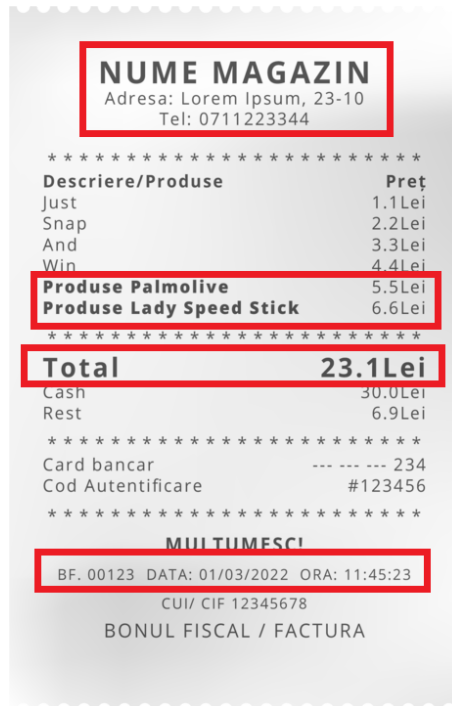 NUME MAGAZIN
Adresa: Lorem Ipsum, 23-10
Tel: 0711223344
* * * * * * * * * * * * * * * * * * * * * * * *
Descriere/Produse Preț
Just 1.1Lei
Snap 2.2Lei
And 3.3Lei
Win 4.4Lei
Produse Palmolive 5.5Lei
Produse Lady Speed Stick 6.6Lei
* * * * * * * * * * * * * * * * * * * * * * * *
Total 23.1Lei
Cash 30.0Lei
Rest 6.9Lei
* * * * * * * * * * * * * * * * * * * * * * * *
Card bancar --- --- --- 234
Cod Autentificare #123456
* * * * * * * * * * * * * * * * * * * * * * * *
MULTUMESC!
BF. 00123 DATA: 01/03/2022 ORA: 11:45:23
CUI/ CIF 12345678
BONUL FISCAL / FACTURA